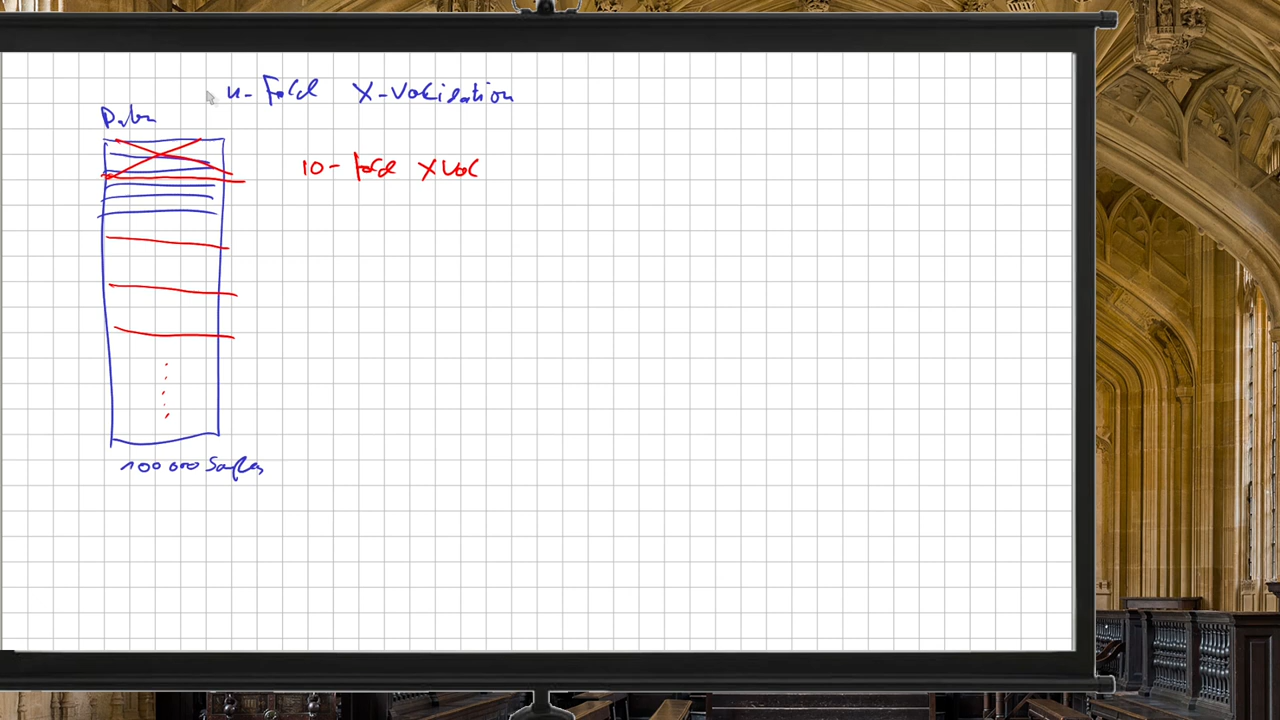 n-fold X-Validation
Daten
10-fold XVal
100 000 Samples